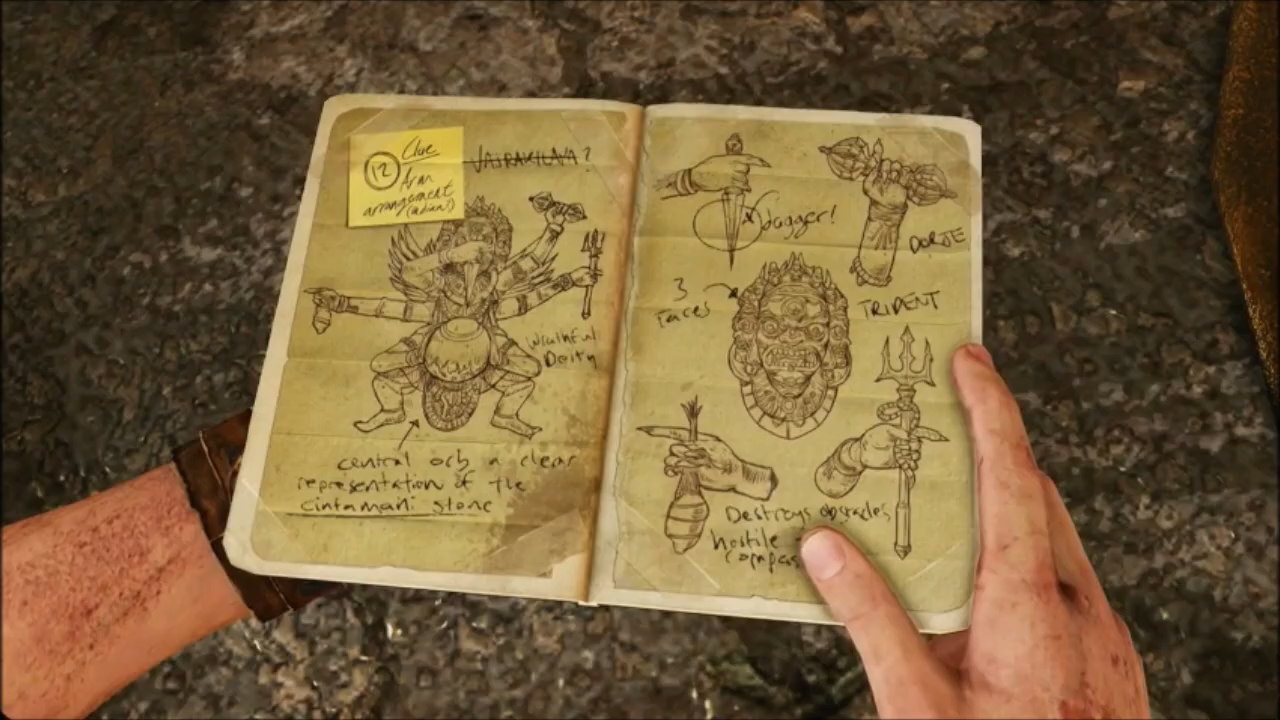 12
Clue
Arm
arrangement
VAJRAKILAYA?
Wrathful
Deity
central orb a clear
representation of the
cintamani stone
dagger!
DORJE
3
faces
TRIDENT
Destroys obstacles
hostile